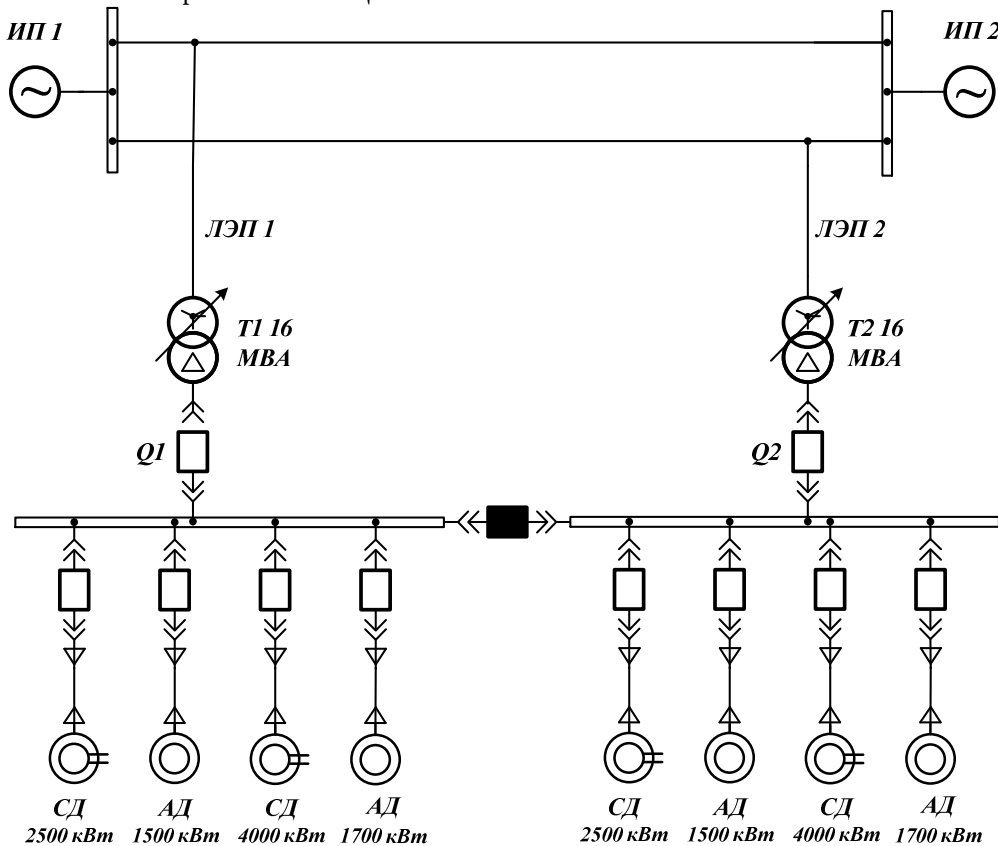 ИП 1
ИП 2
ЛЭП 1
ЛЭП 2
Т1 16
МВА
Т2 16
МВА
Q1
Q2
СД
2500 кВт
АД
1500 кВт
СД
4000 кВт
АД
1700 кВт
СД
2500 кВт
АД
1500 кВт
СД
4000 кВт
АД
1700 кВт